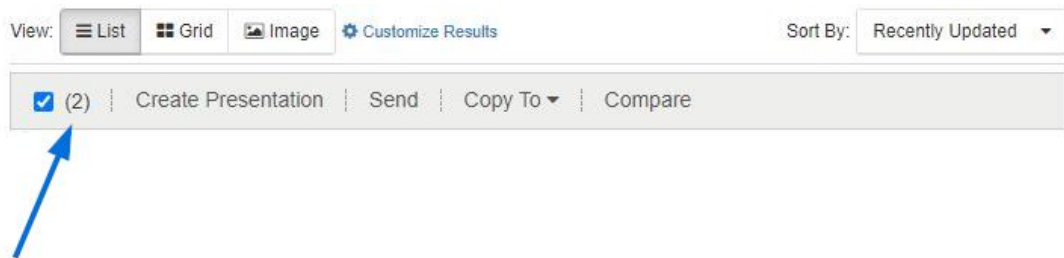 View: List Grid Image Customize Results Sort By: Recently Updated
(2) Create Presentation Send Copy To Compare